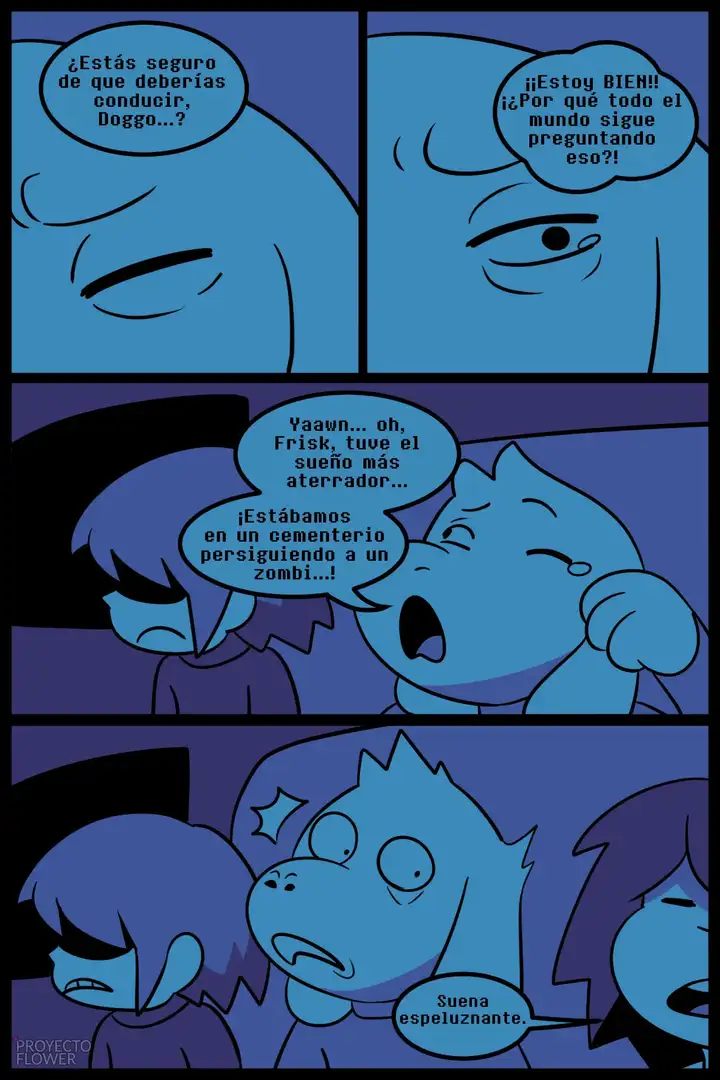 ¿Estás seguro
de que deberías
conducir,
Doggo...?
¡¡Estoy BIEN!!
¡¿Por qué todo el
mundo sigue
preguntando
eso?!
Yaawn... oh,
Frisk, tuve el
sueño más
aterrador...
¡Estábamos
en un cementerio
persiguiendo a un
zombi...!
Suena
espeluznante.
PROYECTO
FLOWER